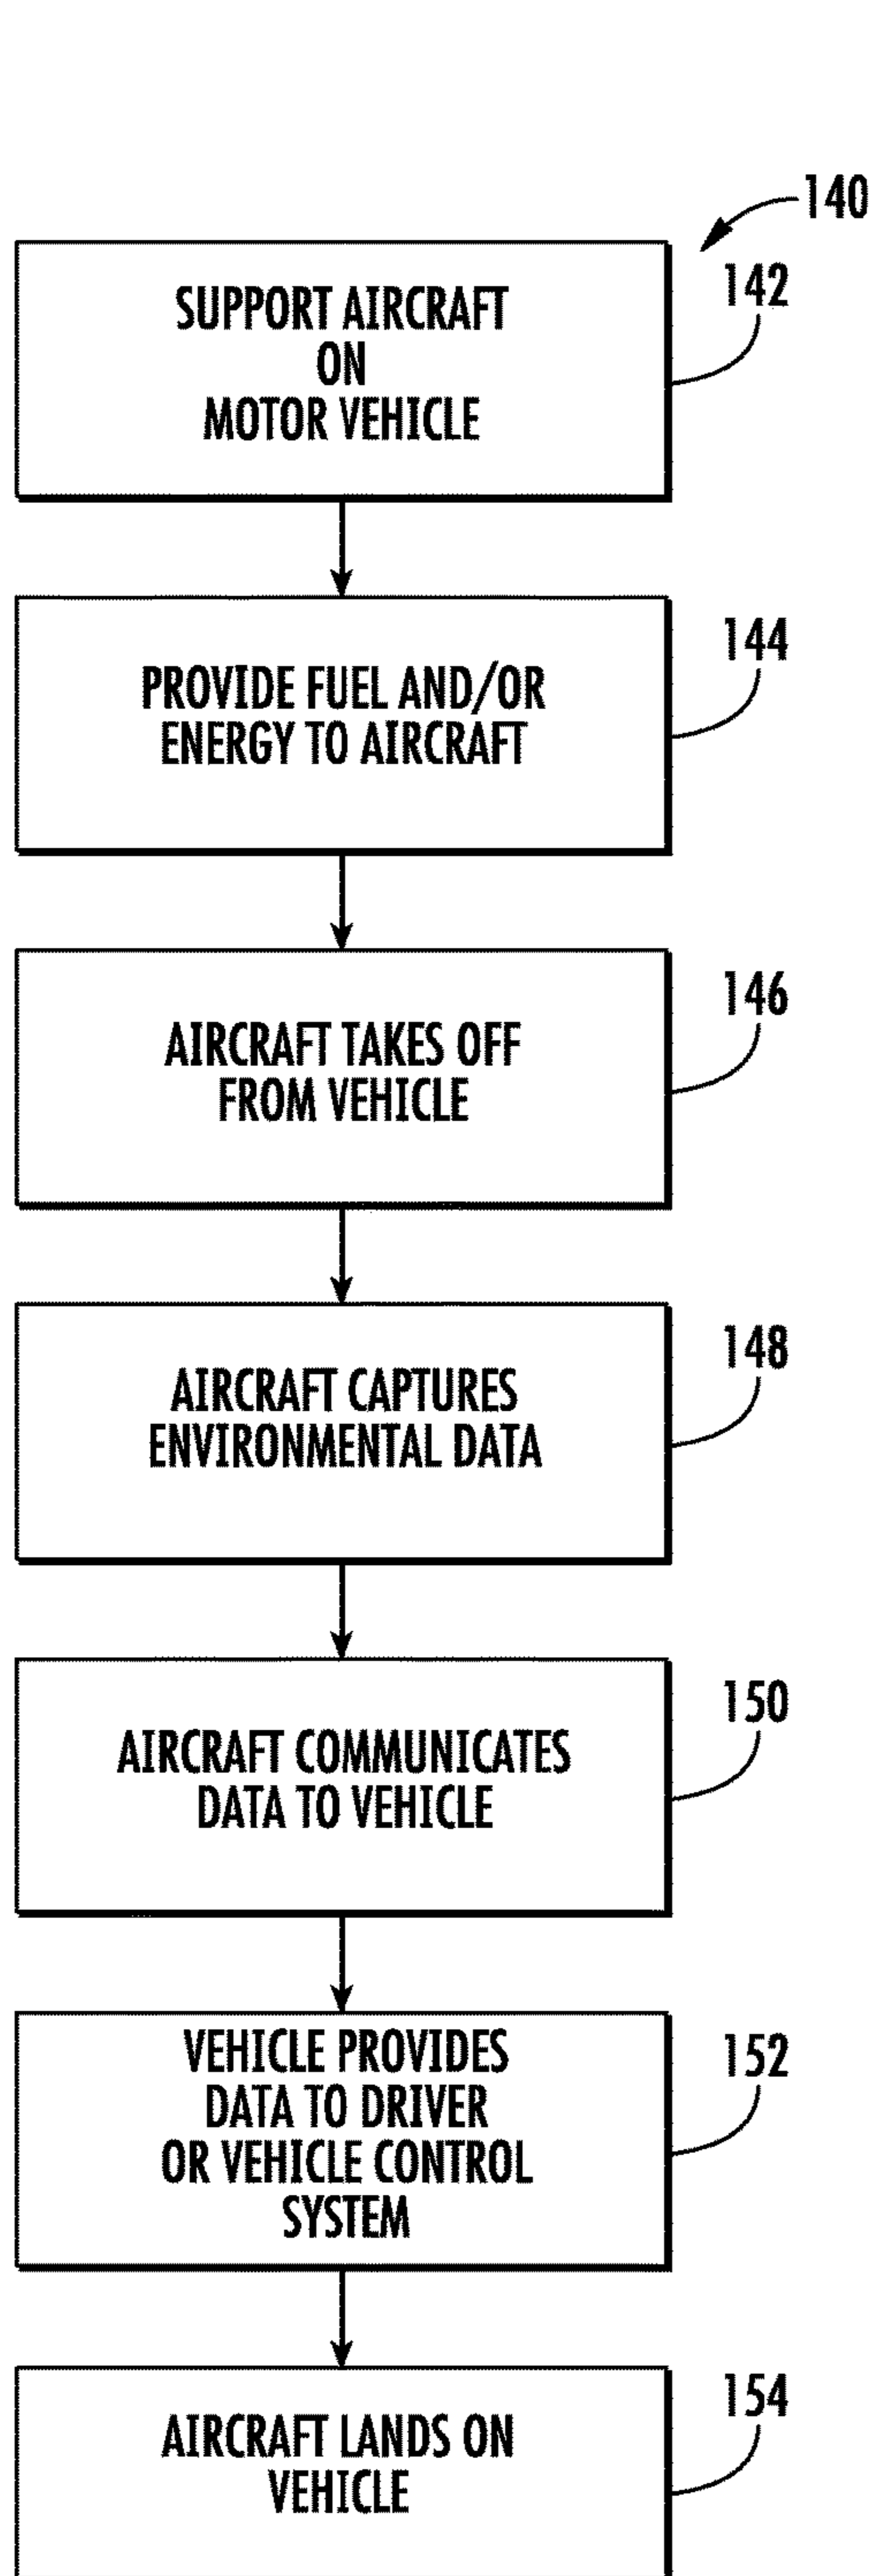 140
142
SUPPORT AIRCRAFT
ON
MOTOR VEHICLE
144
PROVIDE FUEL AND/OR
ENERGY TO AIRCRAFT
146
AIRCRAFT TAKES OFF
FROM VEHICLE
148
AIRCRAFT CAPTURES
ENVIRONMENTAL DATA
150
AIRCRAFT COMMUNICATES
DATA TO VEHICLE
152
VEHICLE PROVIDES
DATA TO DRIVER
OR VEHICLE CONTROL
SYSTEM
154
AIRCRAFT LANDS ON
VEHICLE